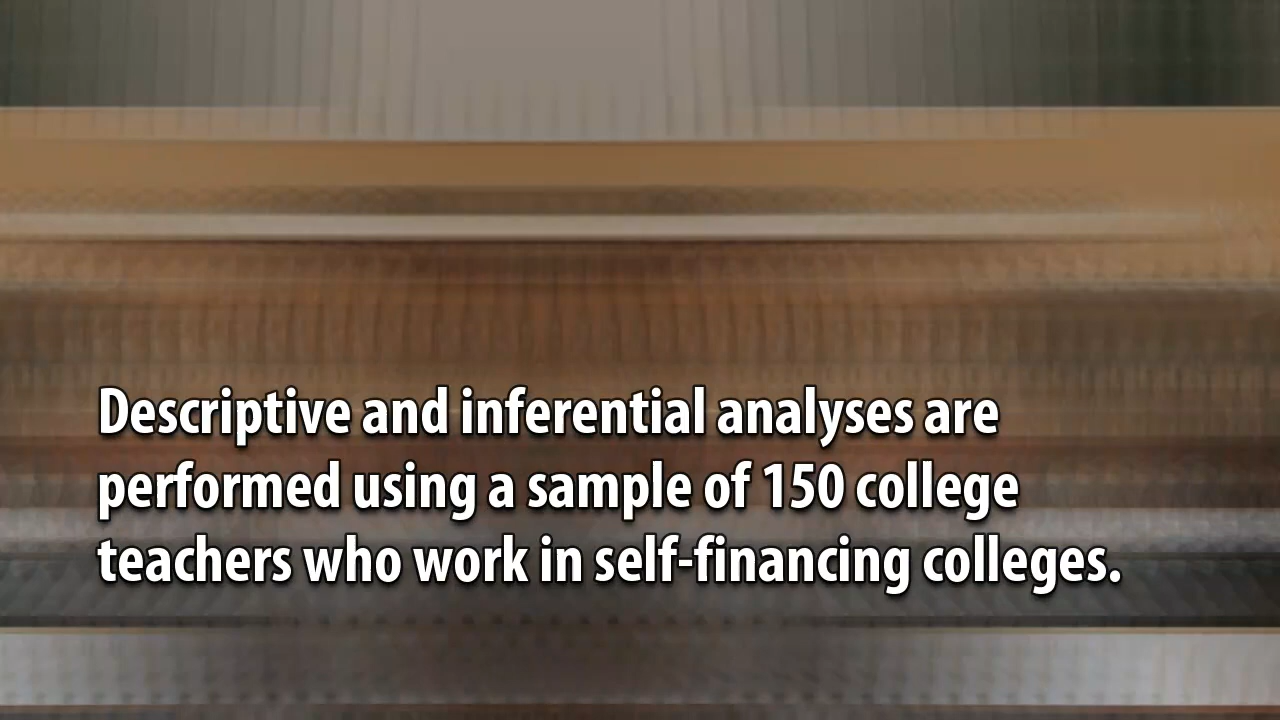 Descriptive and inferential analyses are
performed using a sample of 150 college
teachers who work in self-financing colleges.